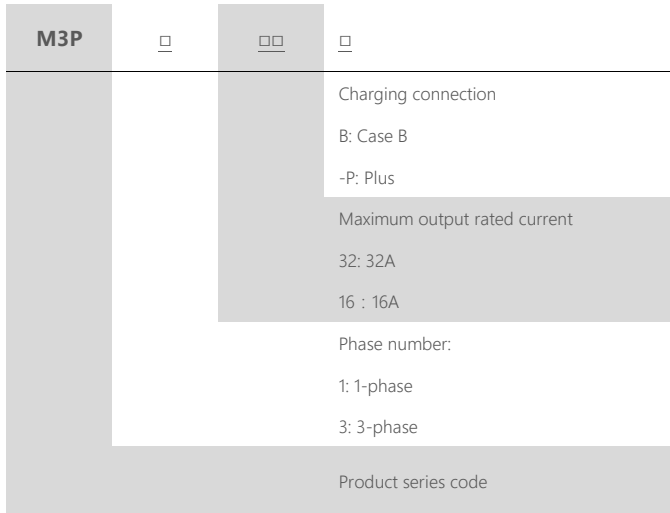 M3P □ □□ □
Charging connection
B: Case B
-P: Plus
Maximum output rated current
32: 32A
16：16A
Phase number:
1: 1-phase
3: 3-phase
Product series code